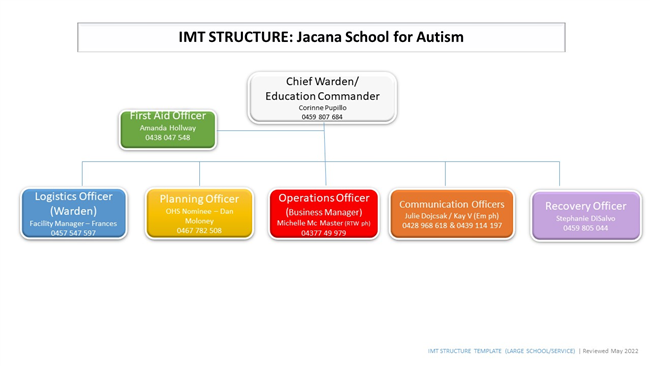 IMT STRUCTURE: Jacana School for Autism
Chief Warden/
Education Commander
Corinne Pupillo
0459 807 684
First Aid Officer
Amanda Hollway
0438 047 548
Logistics Officer
(Warden)
Facility Manager – Frances
0457 547 597
Planning Officer
OHS Nominee – Dan
Moloney
0467 782 508
Operations Officer
(Business Manager)
Michelle Mc Master (RTW ph)
04377 49 979
Communication Officers
Julie Dojcsak / Kay V (Em ph)
0428 968 618 & 0439 114 197
Recovery Officer
Stephanie DiSalvo
0459 805 044
IMT STRUCTURE TEMPLATE (LARGE SCHOOL/SERVICE) | Reviewed May 2022